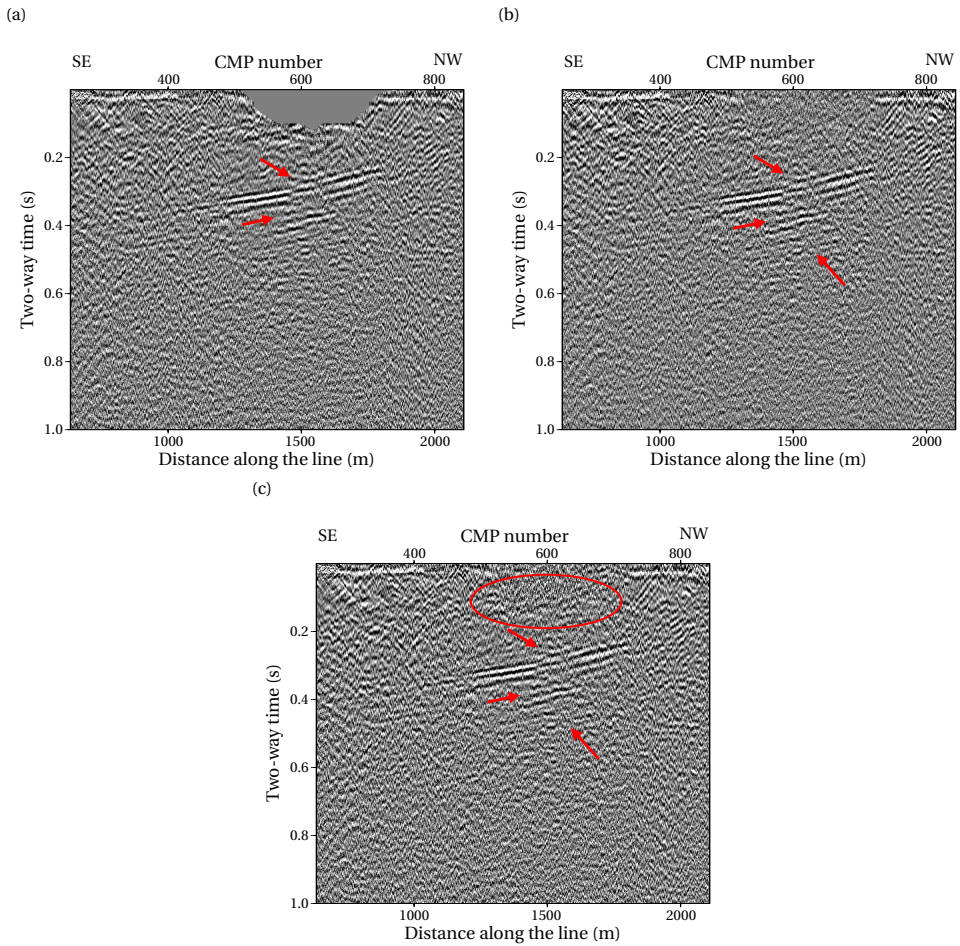 (a)
SE CMP number NW
400 600 800
0.2
0.4
0.6
0.8
1.0
Two-way time (s)
1000 1500 2000
Distance along the line (m)
(b)
SE CMP number NW
400 600 800
0.2
0.4
0.6
0.8
1.0
Two-way time (s)
1000 1500 2000
Distance along the line (m)
(c)
SE CMP number NW
400 600 800
0.2
0.4
0.6
0.8
1.0
Two-way time (s)
1000 1500 2000
Distance along the line (m)